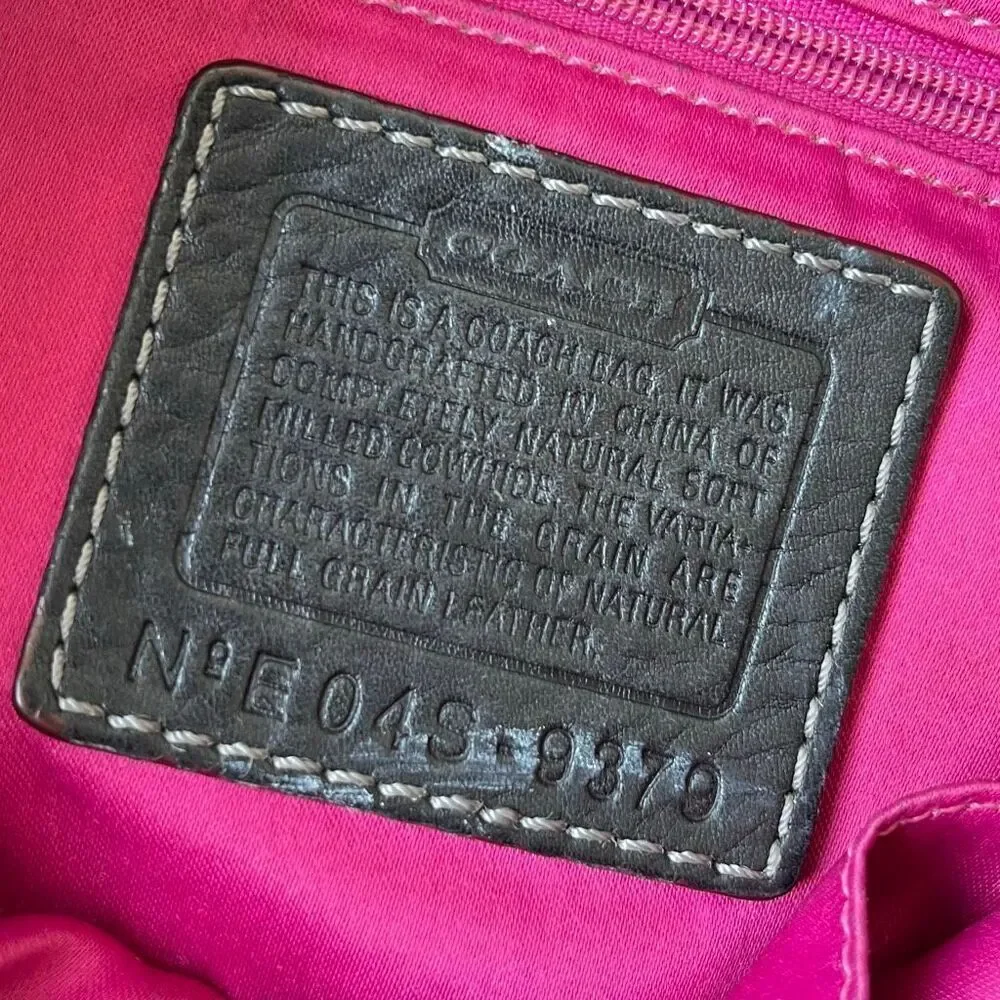 COACH
THIS IS A COACH BAG. IT WAS
HANDCRAFTED IN CHINA OF
COMPLETELY NATURAL SOFT
MILLED COWHIDE. THE VARIA-
TIONS IN THE GRAIN ARE
CHARACTERISTIC OF NATURAL
FULL GRAIN LEATHER.
Nº E04S-9379